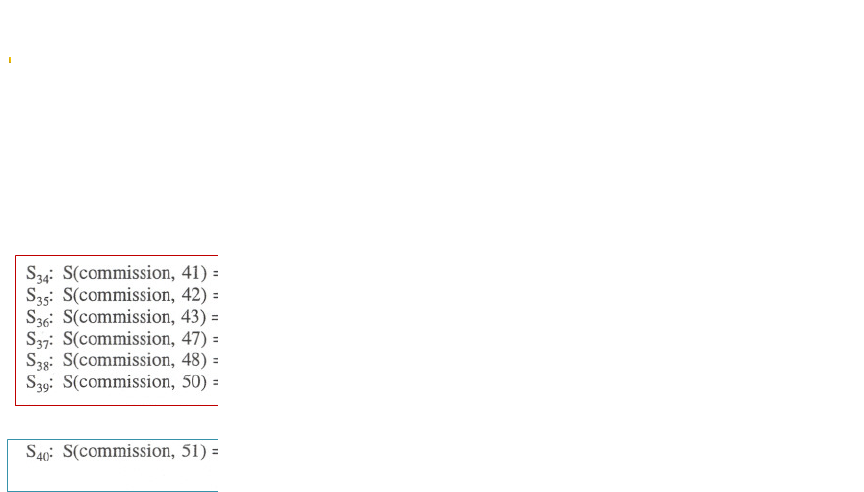 S34: S(commission, 41) =
S35: S(commission, 42) =
S36: S(commission, 43) =
S37: S(commission, 47) =
S38: S(commission, 48) =
S39: S(commission, 50) =
S40: S(commission, 51) =